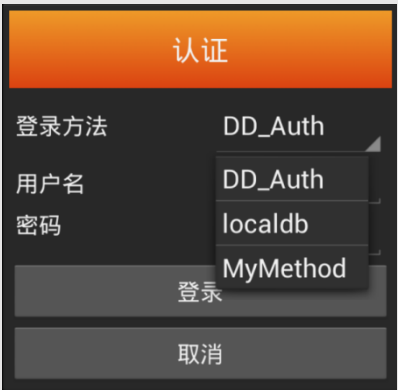 认证
登录方法 DD_Auth
用户名 DD_Auth
密码 localdb
MyMethod
登录
取消